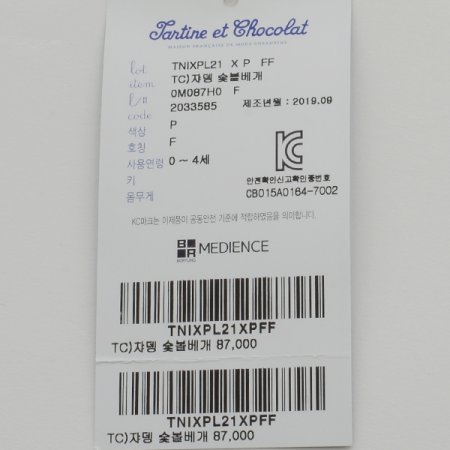 Tartine et Chocolat
MAISON FRANÇAISE DE MODE ENFANTINE
lot TNIXPL21 X P FF
item TC)쟈뎅 숯볼베개
l/n 0M087H0 F
code 2033585 제조년월 : 2019.09
색상 P
호칭 F
사용연령 0 ~ 4세
키
몸무게
KC
안전확인신고확인증번호
CB015A0164-7002
KC마크는 이제품이 공통안전 기준에 적합하였음을 의미합니다.
B R MEDIENCE
BORYUNG
TNIXPL21XPFF
TC)쟈뎅 숯볼베개 87,000
TNIXPL21XPFF
TC)쟈뎅 숯볼베개 87,000